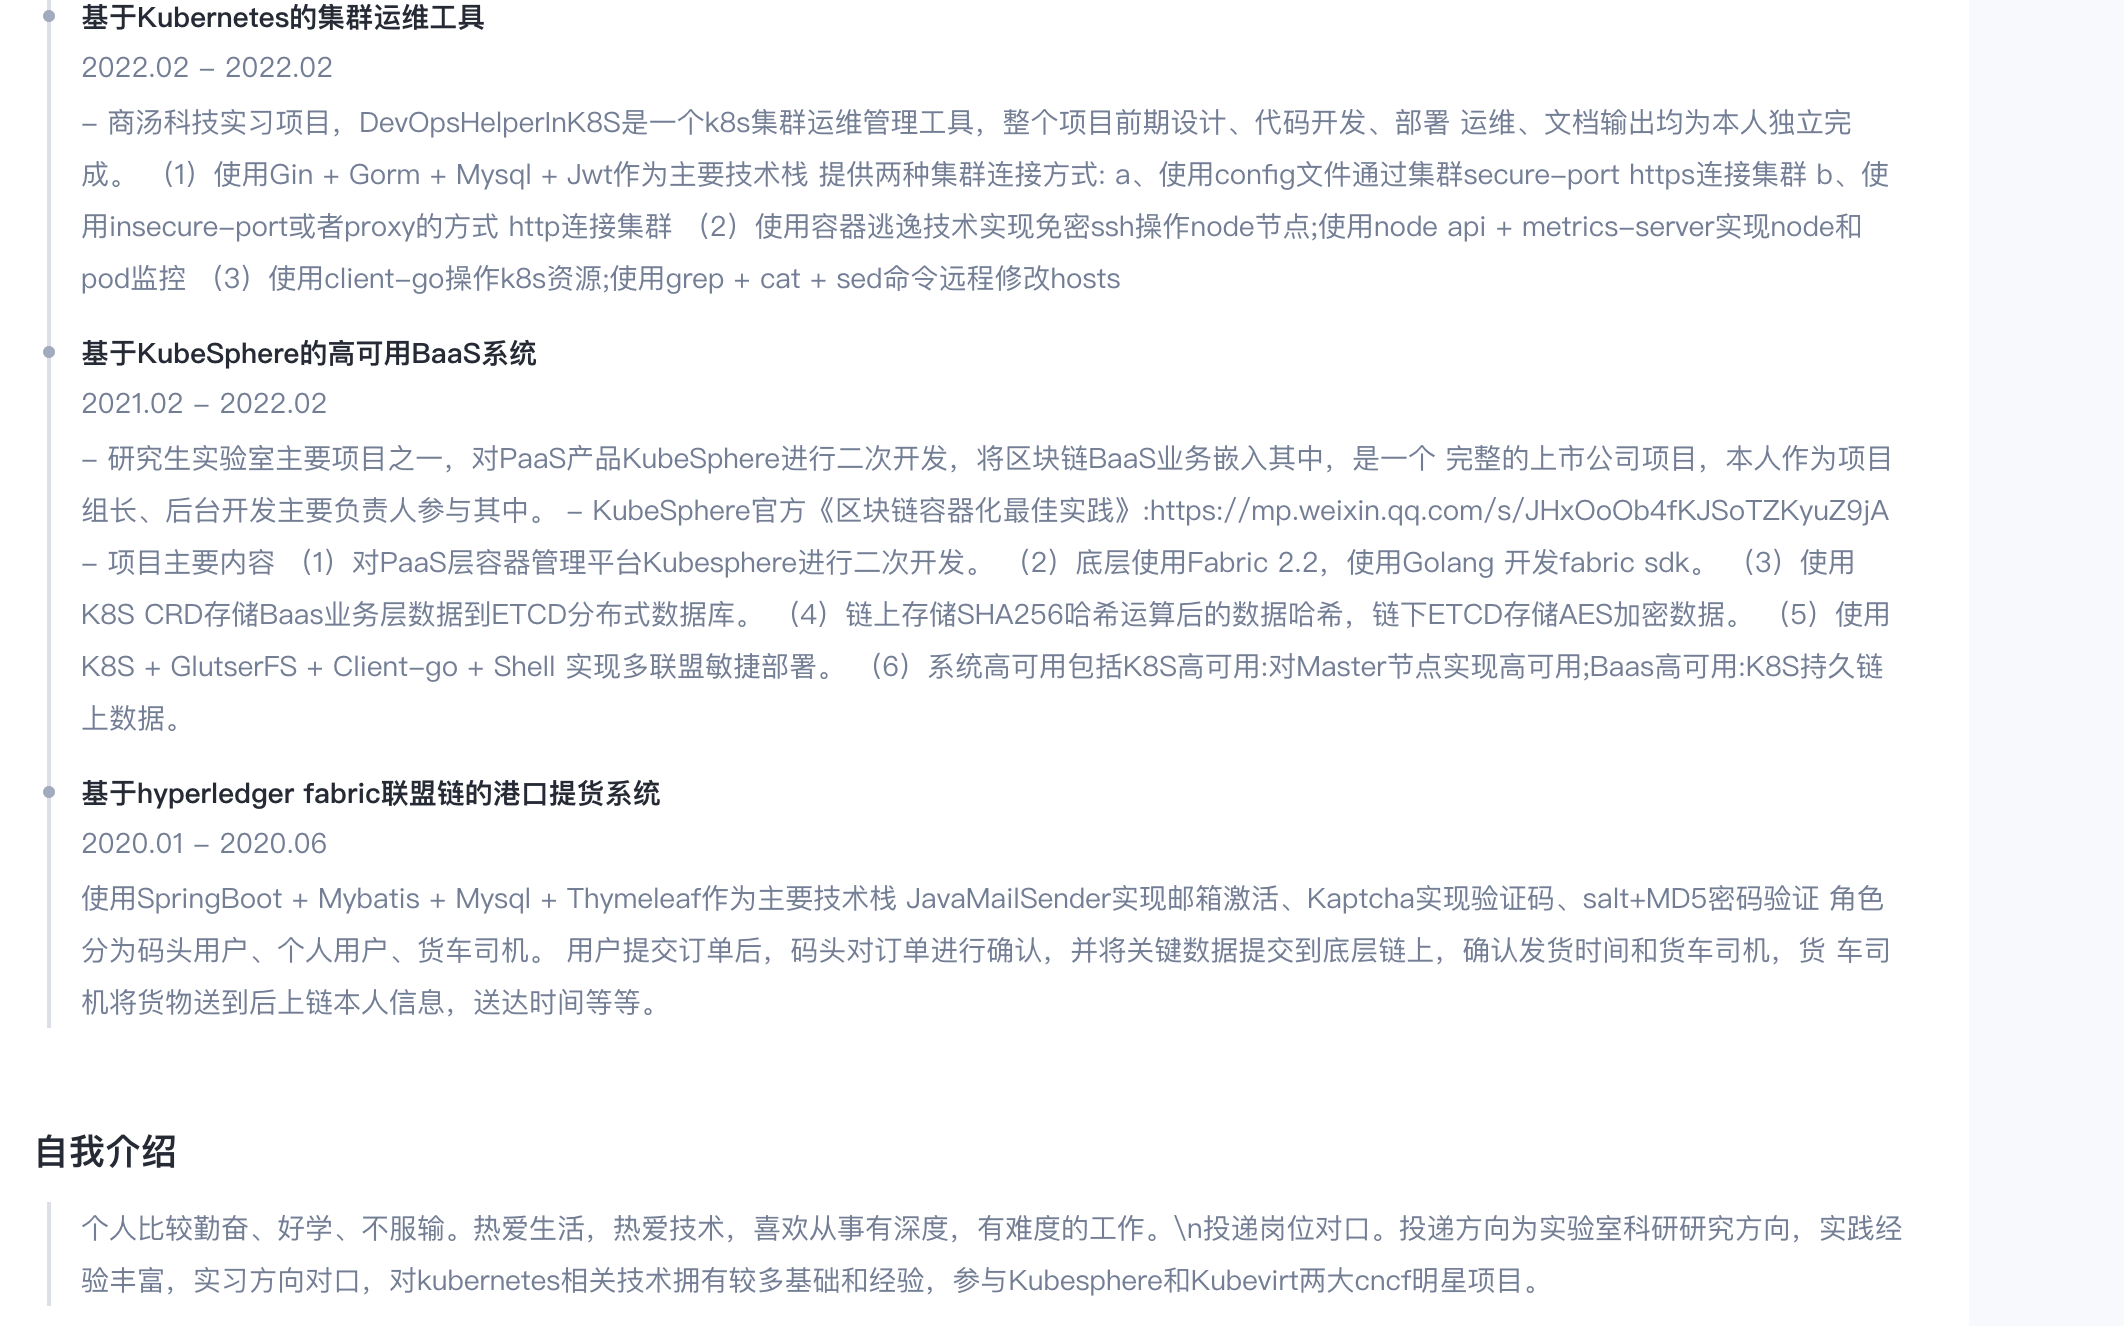 基于Kubernetes的集群运维工具
2022.02 – 2022.02
– 商汤科技实习项目，DevOpsHelperInK8S是一个k8s集群运维管理工具，整个项目前期设计、代码开发、部署 运维、文档输出均为本人独立完
成。 （1）使用Gin + Gorm + Mysql + Jwt作为主要技术栈 提供两种集群连接方式: a、使用config文件通过集群secure–port https连接集群 b、使
用insecure–port或者proxy的方式 http连接集群 （2）使用容器逃逸技术实现免密ssh操作node节点;使用node api + metrics–server实现node和
pod监控 （3）使用client–go操作k8s资源;使用grep + cat + sed命令远程修改hosts
基于KubeSphere的高可用BaaS系统
2021.02 – 2022.02
– 研究生实验室主要项目之一，对PaaS产品KubeSphere进行二次开发，将区块链BaaS业务嵌入其中，是一个 完整的上市公司项目，本人作为项目
组长、后台开发主要负责人参与其中。 – KubeSphere官方《区块链容器化最佳实践》:https://mp.weixin.qq.com/s/JHxOoOb4fKJSoTZKyuZ9jA
– 项目主要内容 （1）对PaaS层容器管理平台Kubesphere进行二次开发。 （2）底层使用Fabric 2.2，使用Golang 开发fabric sdk。 （3）使用
K8S CRD存储Baas业务层数据到ETCD分布式数据库。 （4）链上存储SHA256哈希运算后的数据哈希，链下ETCD存储AES加密数据。 （5）使用
K8S + GlutserFS + Client–go + Shell 实现多联盟敏捷部署。 （6）系统高可用包括K8S高可用:对Master节点实现高可用;Baas高可用:K8S持久链
上数据。
基于hyperledger fabric联盟链的港口提货系统
2020.01 – 2020.06
使用SpringBoot + Mybatis + Mysql + Thymeleaf作为主要技术栈 JavaMailSender实现邮箱激活、Kaptcha实现验证码、salt+MD5密码验证 角色
分为码头用户、个人用户、货车司机。 用户提交订单后，码头对订单进行确认，并将关键数据提交到底层链上，确认发货时间和货车司机，货 车司
机将货物送到后上链本人信息，送达时间等等。
自我介绍
个人比较勤奋、好学、不服输。热爱生活，热爱技术，喜欢从事有深度，有难度的工作。\n投递岗位对口。投递方向为实验室科研研究方向，实践经
验丰富，实习方向对口，对kubernetes相关技术拥有较多基础和经验，参与Kubesphere和Kubevirt两大cncf明星项目。